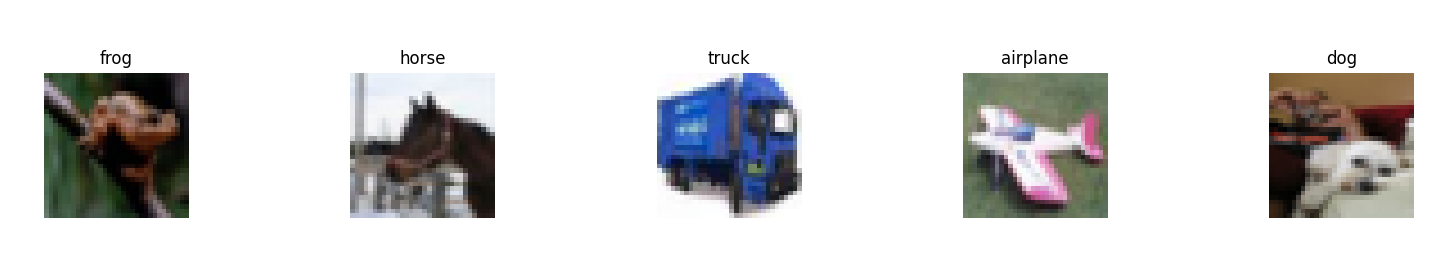 frog
horse
truck
airplane
dog